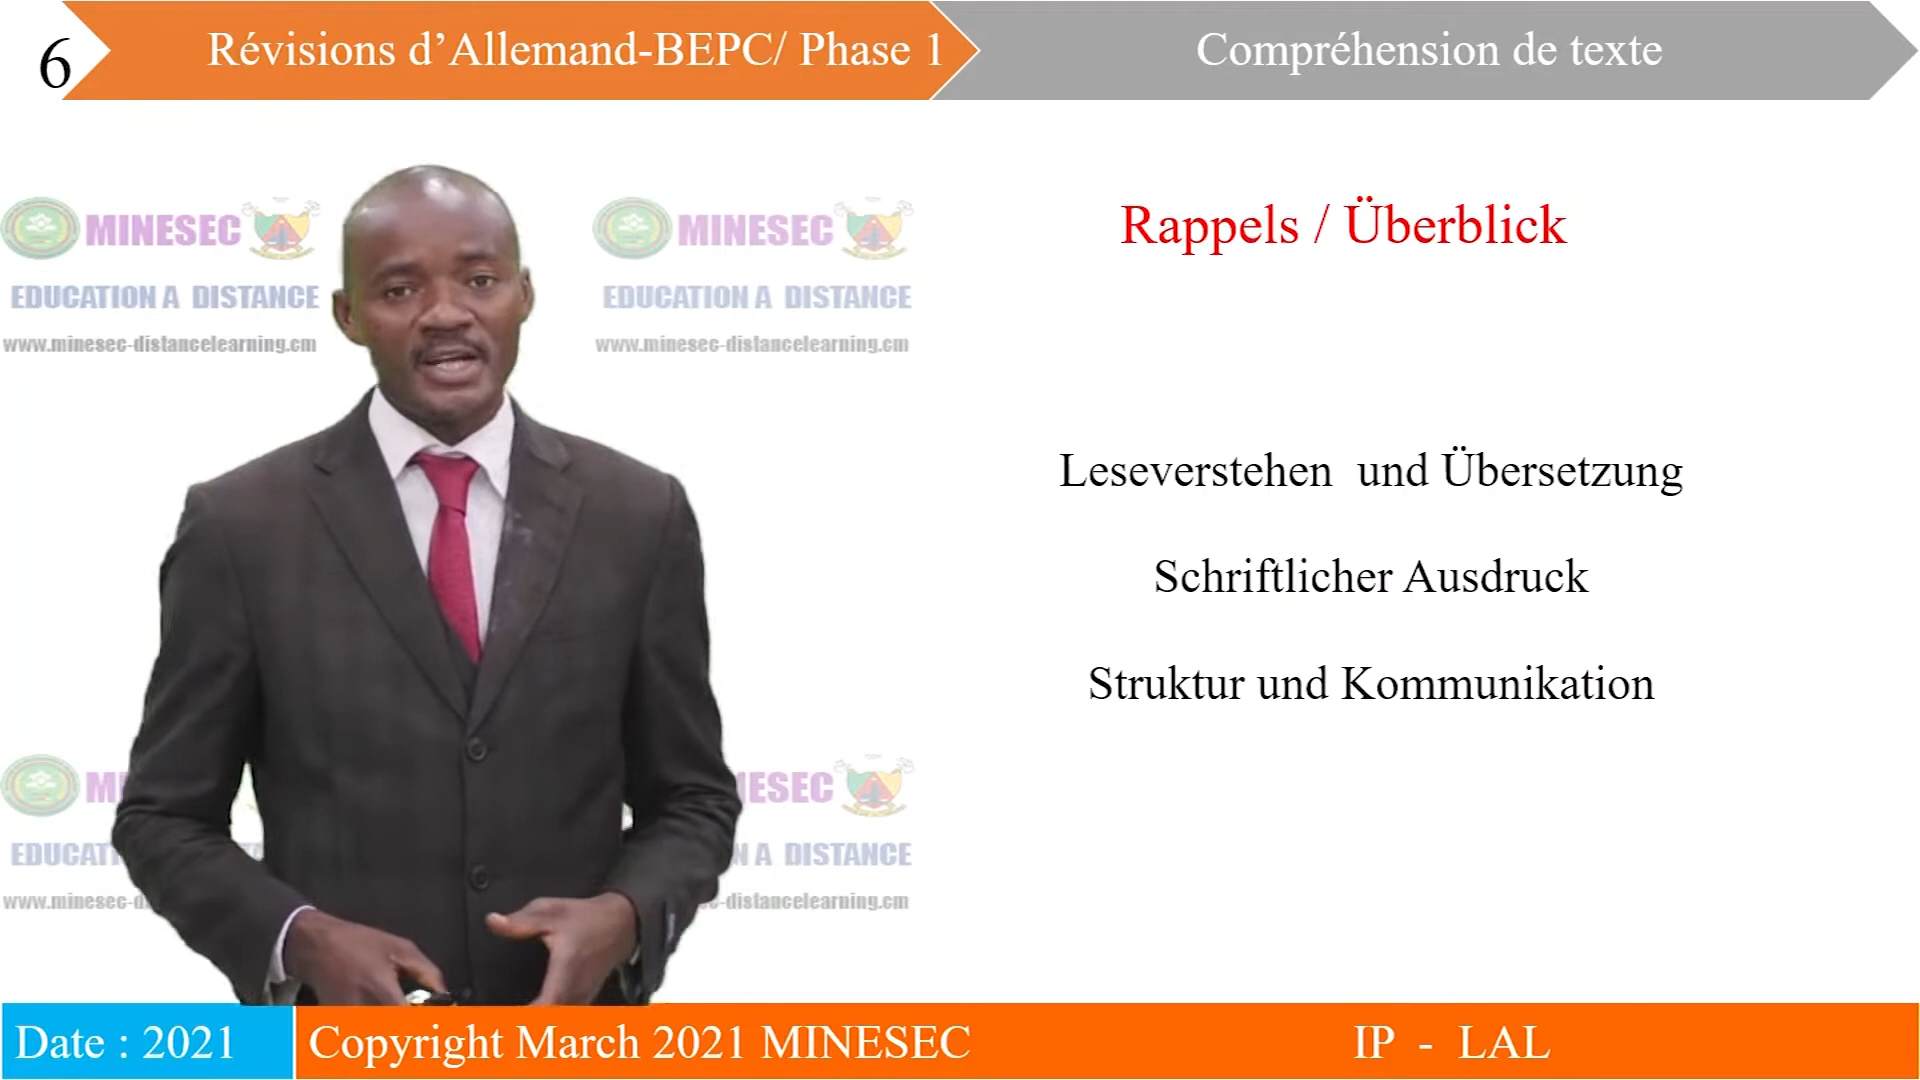 6
Révisions d’Allemand-BEPC/ Phase 1
Compréhension de texte
MINESEC
EDUCATION A DISTANCE
www.minesec-distancelearning.cm
MINESEC
EDUCATION A DISTANCE
www.minesec-distancelearning.cm
Rappels / Überblick
Leseverstehen und Übersetzung
Schriftlicher Ausdruck
Struktur und Kommunikation
Date : 2021
Copyright March 2021 MINESEC
IP - LAL